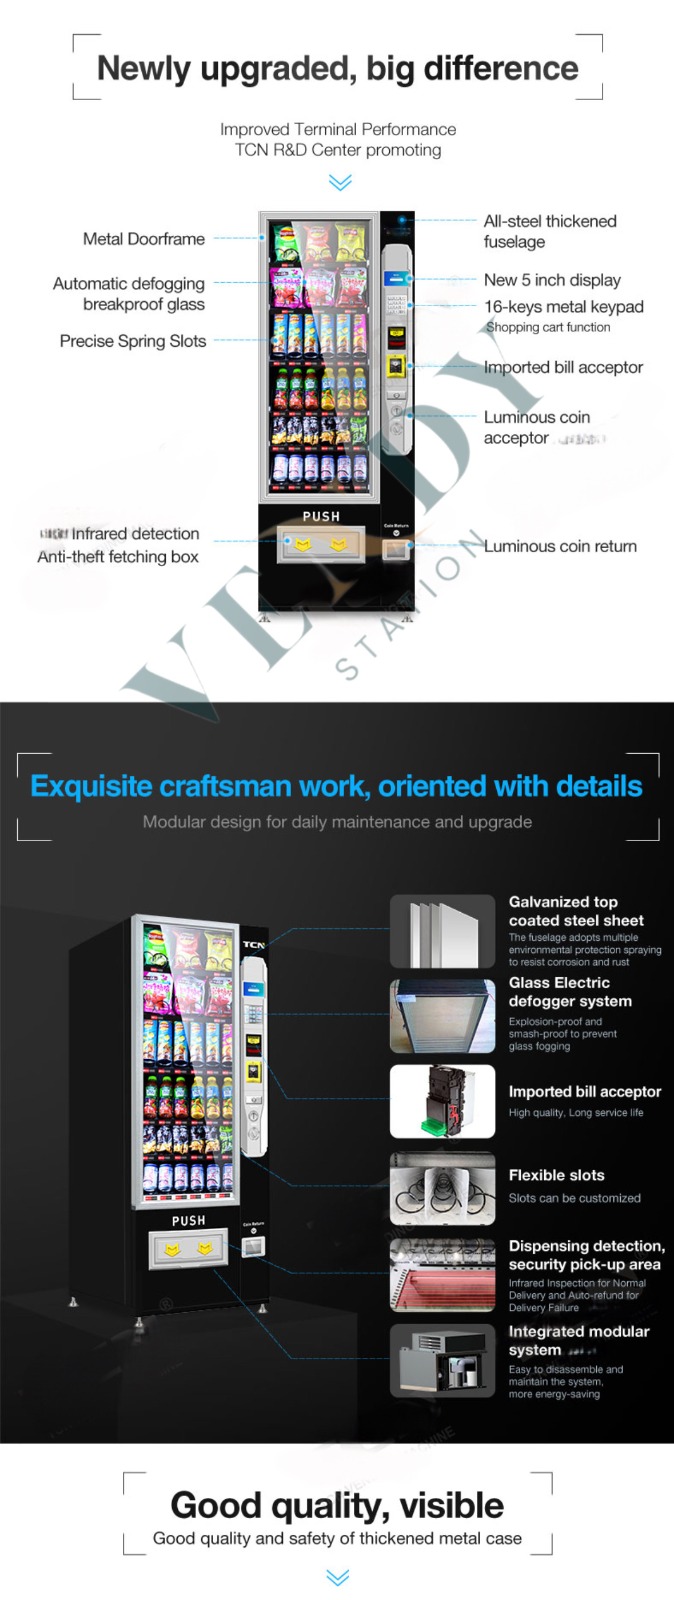 Newly upgraded, big difference
Improved Terminal Performance
TCN R&D Center promoting
Metal Doorframe
Automatic defogging
breakproof glass
Precise Spring Slots
Infrared detection
Anti-theft fetching box
All-steel thickened
fuselage
New 5 inch display
16-keys metal keypad
Shopping cart function
Imported bill acceptor
Luminous coin
acceptor
Luminous coin return
PUSH
Coin Return
VENDY
STATION
Exquisite craftsman work, oriented with details
Modular design for daily maintenance and upgrade
TCN
PUSH
Coin Return
Galvanized top
coated steel sheet
The fuselage adopts multiple
environmental protection spraying
to resist corrosion and rust
Glass Electric
defogger system
Explosion-proof and
smash-proof to prevent
glass fogging
Imported bill acceptor
High quality, Long service life
Flexible slots
Slots can be customized
Dispensing detection,
security pick-up area
Infrared Inspection for Normal
Delivery and Auto-refund for
Delivery Failure
Integrated modular
system
Easy to disassemble and
maintain the system,
more energy-saving
Good quality, visible
Good quality and safety of thickened metal case